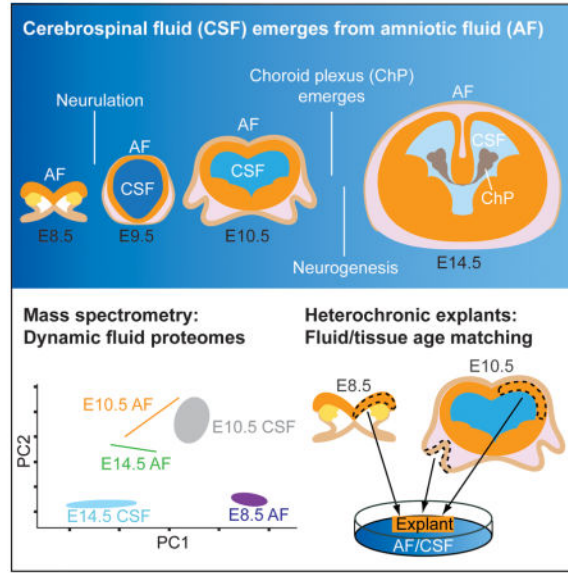 Cerebrospinal fluid (CSF) emerges from amniotic fluid (AF)
Neurulation
Choroid plexus (ChP)
emerges
AF
AF
AF
AF
CSF
CSF
CSF
ChP
E8.5
E9.5
E10.5
E14.5
Neurogenesis
Mass spectrometry:
Dynamic fluid proteomes
PC2
E10.5 AF
E10.5 CSF
E14.5 AF
E14.5 CSF
E8.5 AF
PC1
Heterochronic explants:
Fluid/tissue age matching
E8.5
E10.5
Explant
AF/CSF